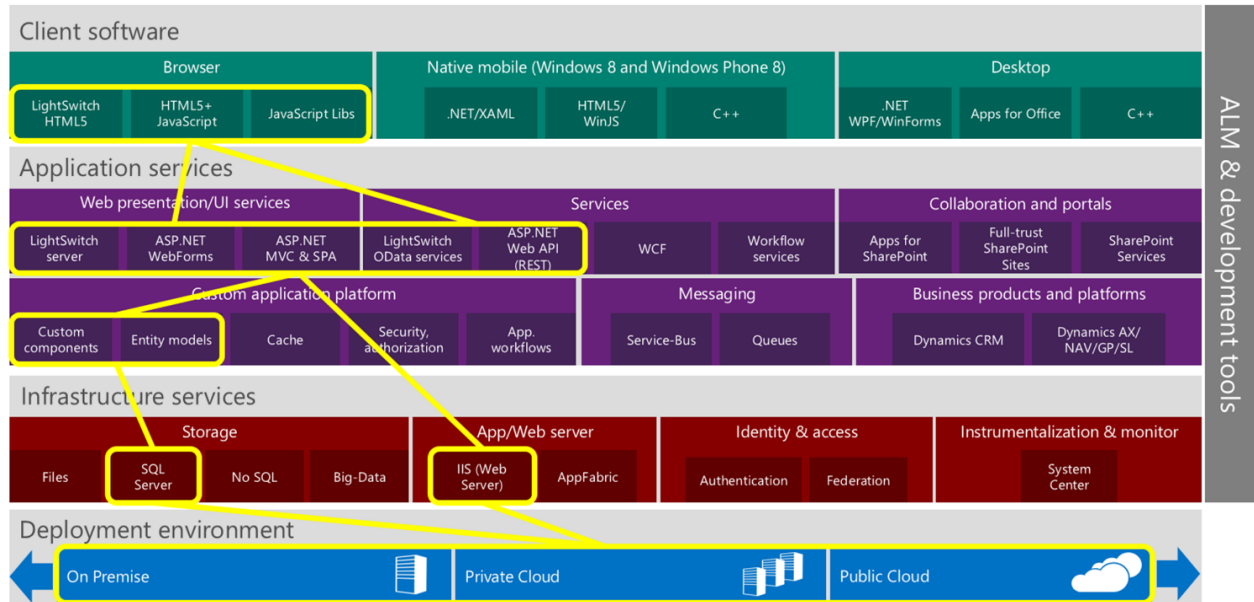 Client software
Browser
Native mobile (Windows 8 and Windows Phone 8)
Desktop
LightSwitch
HTML5
HTML5+
JavaScript
JavaScript Libs
.NET/XAML
HTML5/
WinJS
C++
.NET
WPF/WinForms
Apps for Office
C++
Application services
Web presentation/UI services
Services
Collaboration and portals
LightSwitch
server
ASP.NET
WebForms
ASP.NET
MVC & SPA
LightSwitch
OData services
ASP.NET
Web API
(REST)
WCF
Workflow
services
Apps for
SharePoint
Full-trust
SharePoint
Sites
SharePoint
Services
Custom application platform
Messaging
Business products and platforms
Custom
components
Entity models
Cache
Security,
authorization
App.
workflows
Service-Bus
Queues
Dynamics CRM
Dynamics AX/
NAV/GP/SL
Infrastructure services
Storage
App/Web server
Identity & access
Instrumentalization & monitor
Files
SQL
Server
No SQL
Big-Data
IIS (Web
Server)
AppFabric
Authentication
Federation
System
Center
Deployment environment
On Premise
Private Cloud
Public Cloud
ALM & development tools